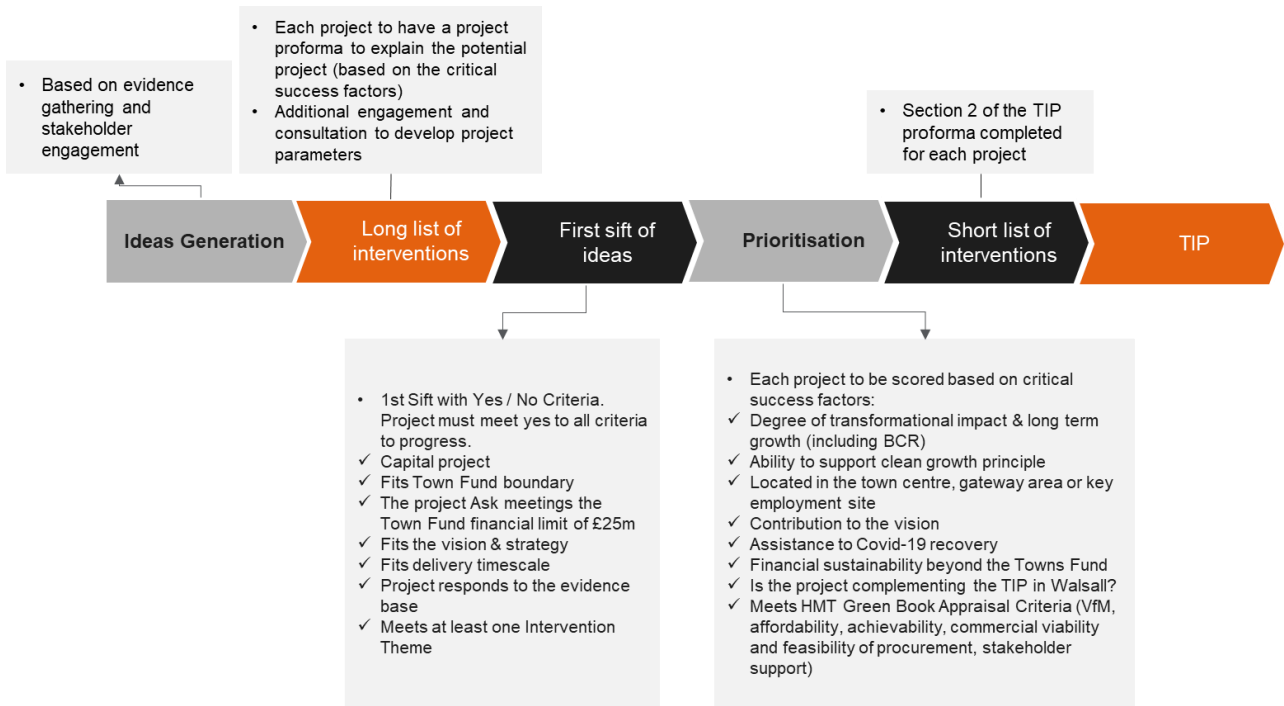 • Based on evidence
gathering and
stakeholder
engagement
• Each project to have a project
proforma to explain the potential
project (based on the critical
success factors)
• Additional engagement and
consultation to develop project
parameters
• Section 2 of the TIP
proforma completed
for each project
Ideas Generation
Long list of
interventions
First sift of
ideas
Prioritisation
Short list of
interventions
TIP
• 1st Sift with Yes / No Criteria.
Project must meet yes to all criteria
to progress.
✓ Capital project
✓ Fits Town Fund boundary
✓ The project Ask meetings the
Town Fund financial limit of £25m
✓ Fits the vision & strategy
✓ Fits delivery timescale
✓ Project responds to the evidence
base
✓ Meets at least one Intervention
Theme
• Each project to be scored based on critical
success factors:
✓ Degree of transformational impact & long term
growth (including BCR)
✓ Ability to support clean growth principle
✓ Located in the town centre, gateway area or key
employment site
✓ Contribution to the vision
✓ Assistance to Covid-19 recovery
✓ Financial sustainability beyond the Towns Fund
✓ Is the project complementing the TIP in Walsall?
✓ Meets HMT Green Book Appraisal Criteria (VfM,
affordability, achievability, commercial viability
and feasibility of procurement, stakeholder
support)